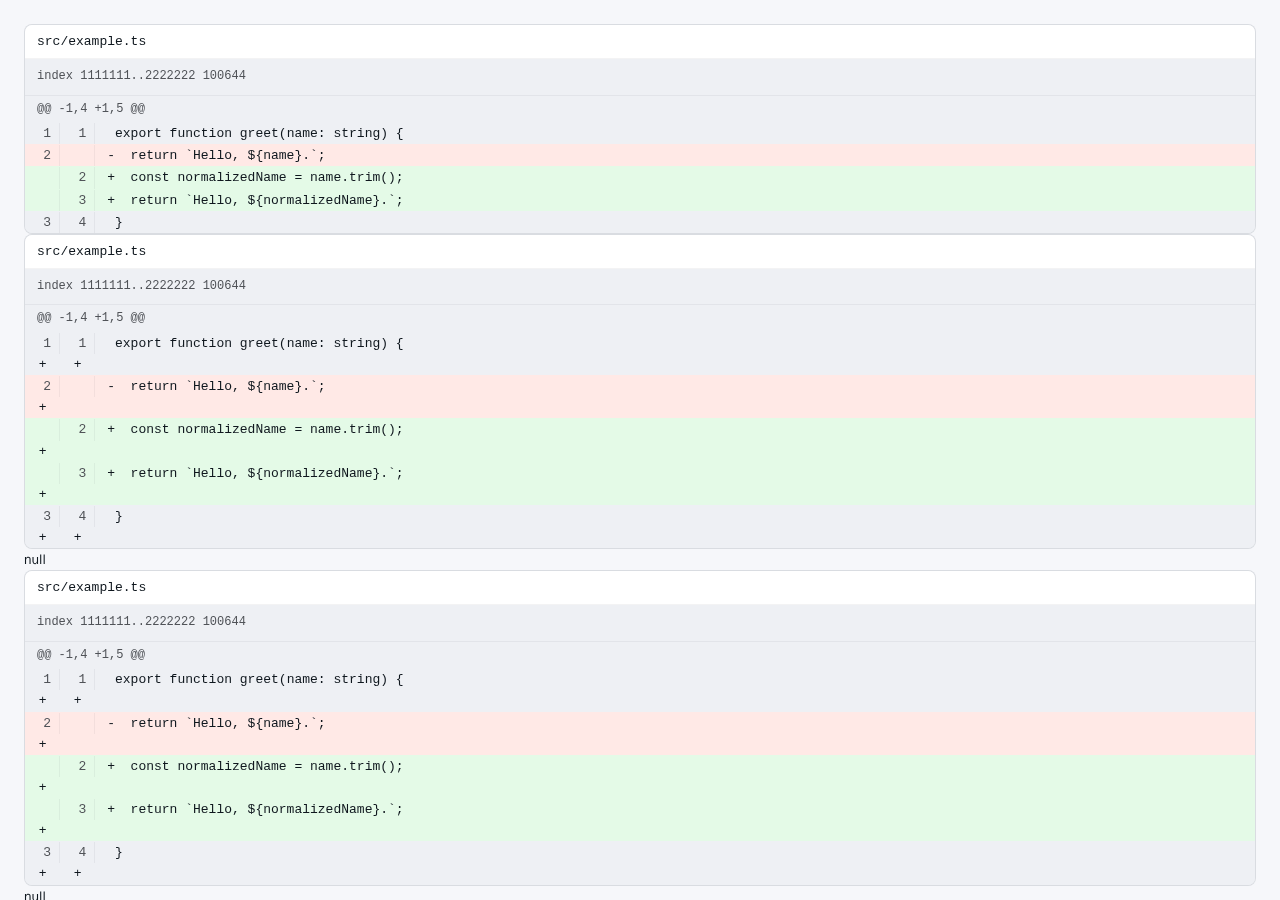 src/example.ts
index 1111111..2222222 100644
@@ -1,4 +1,5 @@
1 1 export function greet(name: string) {
2 - return `Hello, ${name}.`;
2 + const normalizedName = name.trim();
3 + return `Hello, ${normalizedName}.`;
3 4 }
src/example.ts
index 1111111..2222222 100644
@@ -1,4 +1,5 @@
1 1 export function greet(name: string) {
+ +
2 - return `Hello, ${name}.`;
+
2 + const normalizedName = name.trim();
+
3 + return `Hello, ${normalizedName}.`;
+
3 4 }
+ +
null
src/example.ts
index 1111111..2222222 100644
@@ -1,4 +1,5 @@
1 1 export function greet(name: string) {
+ +
2 - return `Hello, ${name}.`;
+
2 + const normalizedName = name.trim();
+
3 + return `Hello, ${normalizedName}.`;
+
3 4 }
+ +
null